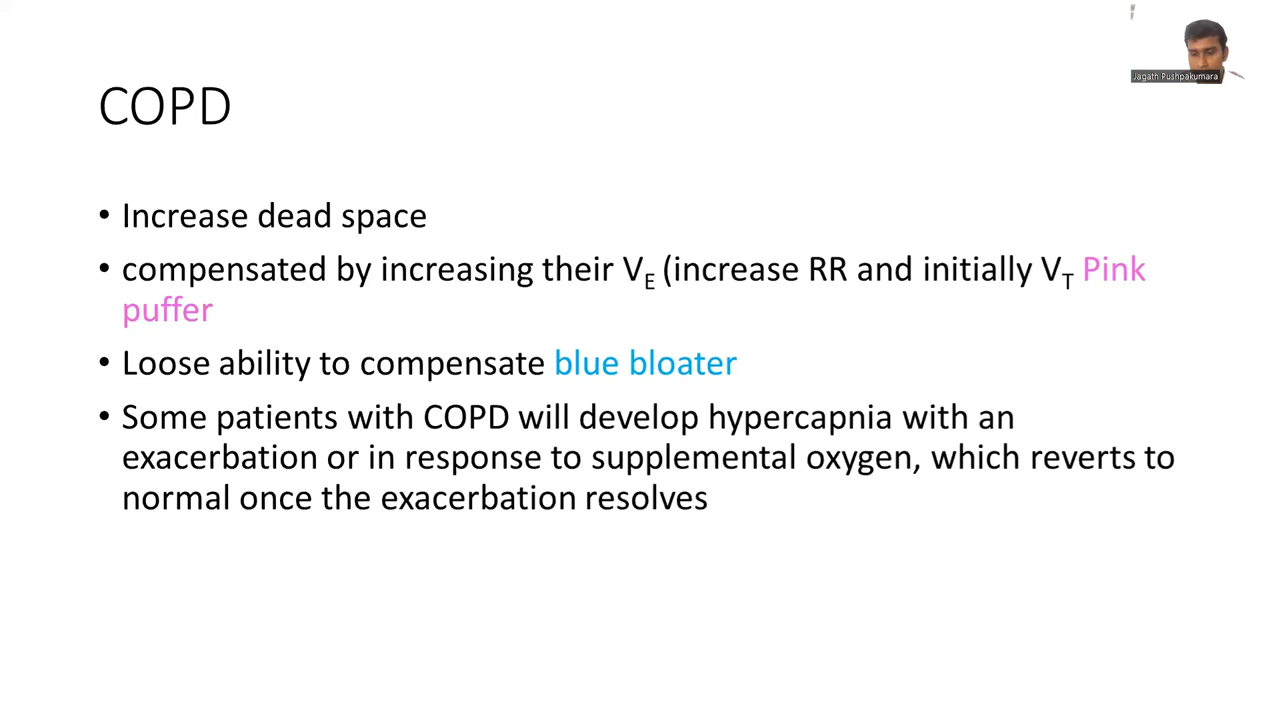 Jagath Pushpakumara
COPD
• Increase dead space
• compensated by increasing their VE (increase RR and initially VT Pink
puffer
• Loose ability to compensate blue bloater
• Some patients with COPD will develop hypercapnia with an
exacerbation or in response to supplemental oxygen, which reverts to
normal once the exacerbation resolves